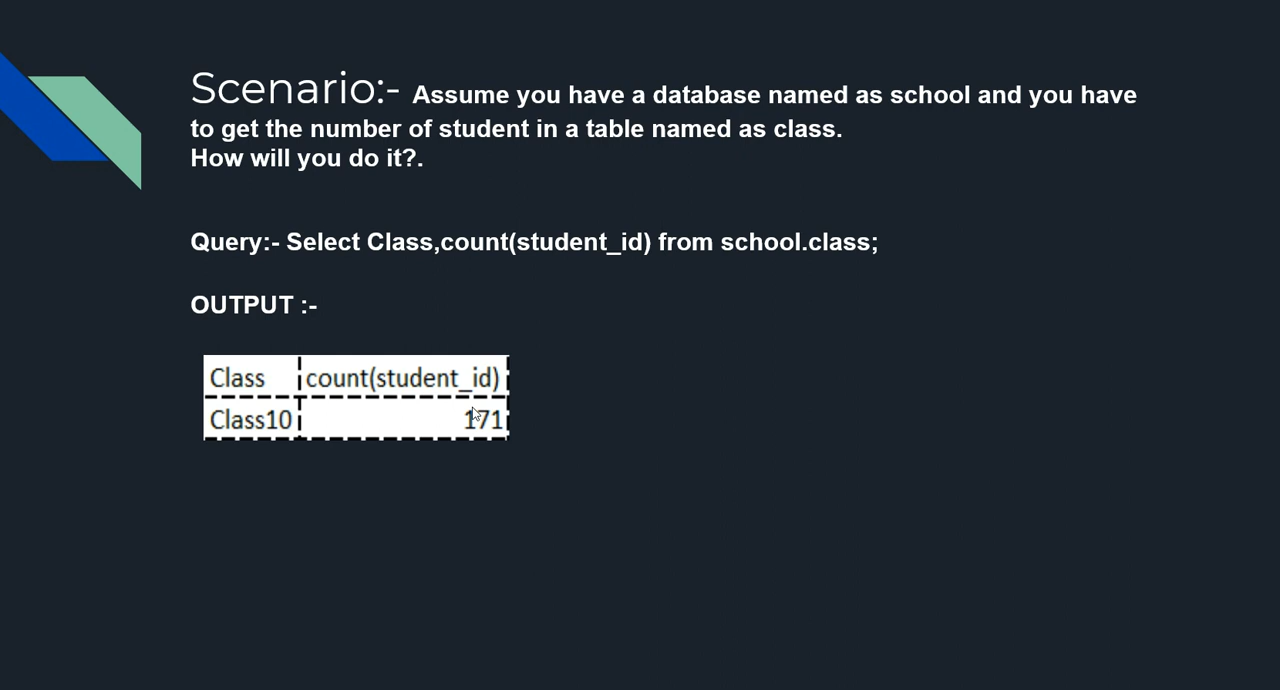 Scenario:- Assume you have a database named as school and you have
to get the number of student in a table named as class.
How will you do it?.
Query:- Select Class,count(student_id) from school.class;
OUTPUT :-
Class count(student_id)
Class10 171